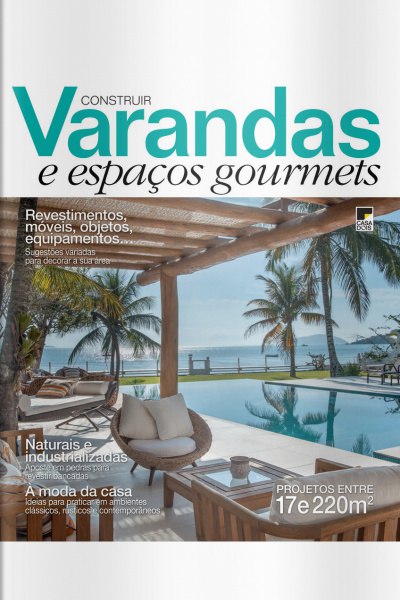 CONSTRUIR
Varandas
e espaços gourmets
Revestimentos,
móveis, objetos,
equipamentos...
Sugestões variadas
para decorar a sua área
CASA
DOIS
Naturais e
industrializadas
Aposte em pedras para
revestir bancadas
À moda da casa
Ideias para praticar em ambientes
clássicos, rústicos e contemporâneos
PROJETOS ENTRE
17 e 220m²